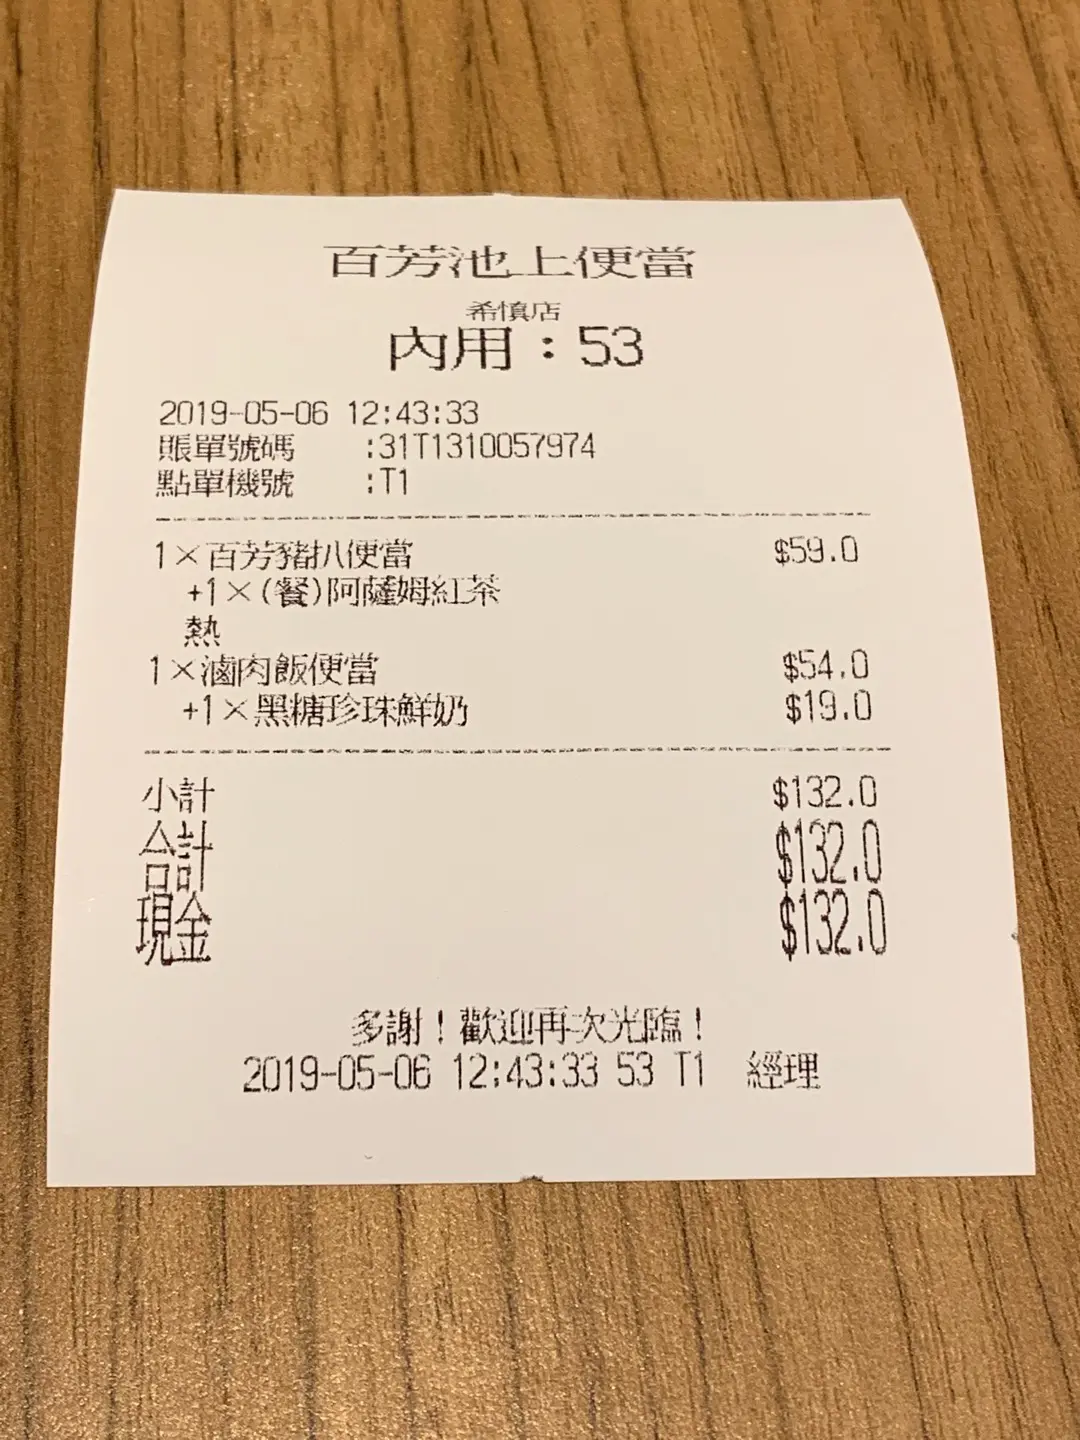 百芳池上便當
希慎店
內用：53
2019-05-06 12:43:33
賬單號碼 :31T1310057974
點單機號 :T1
1×百芳豬扒便當 $59.0
+1×(餐)阿薩姆紅茶
熱
1×滷肉飯便當 $54.0
+1×黑糖珍珠鮮奶 $19.0
小計 $132.0
合計 $132.0
現金 $132.0
多謝！歡迎再次光臨！
2019-05-06 12:43:33 53 T1 經理